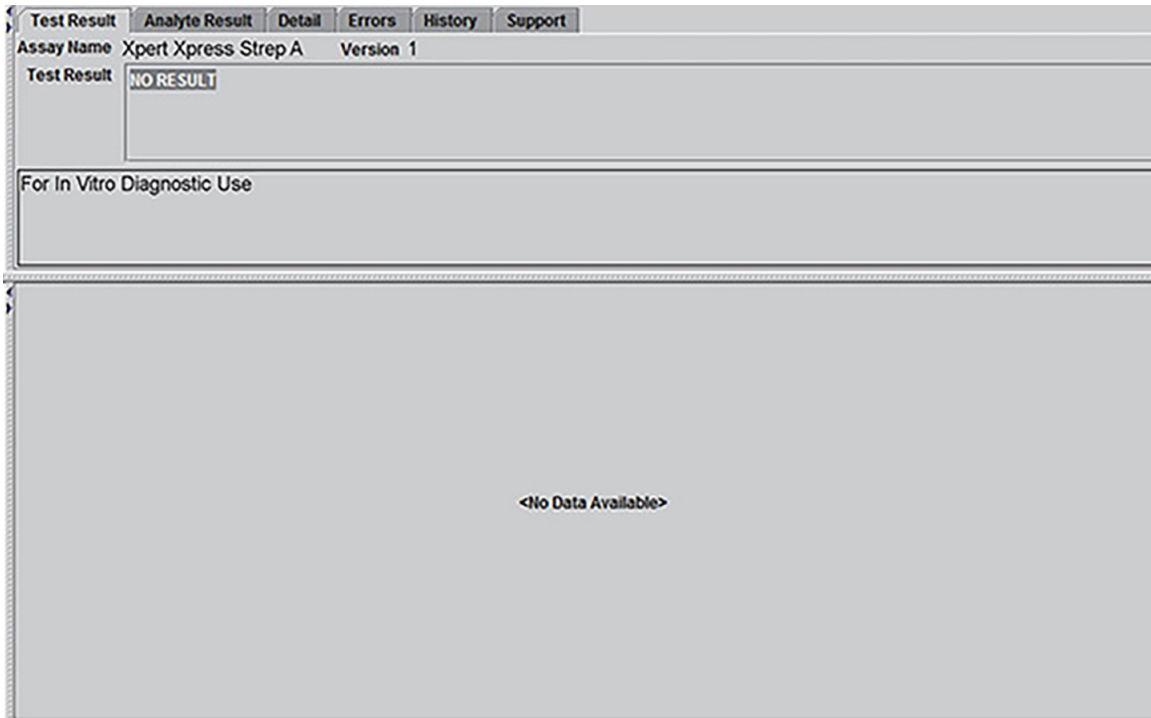 Test Result Analyte Result Detail Errors History Support
Assay Name Xpert Xpress Strep A Version 1
Test Result NO RESULT
For In Vitro Diagnostic Use
<No Data Available>